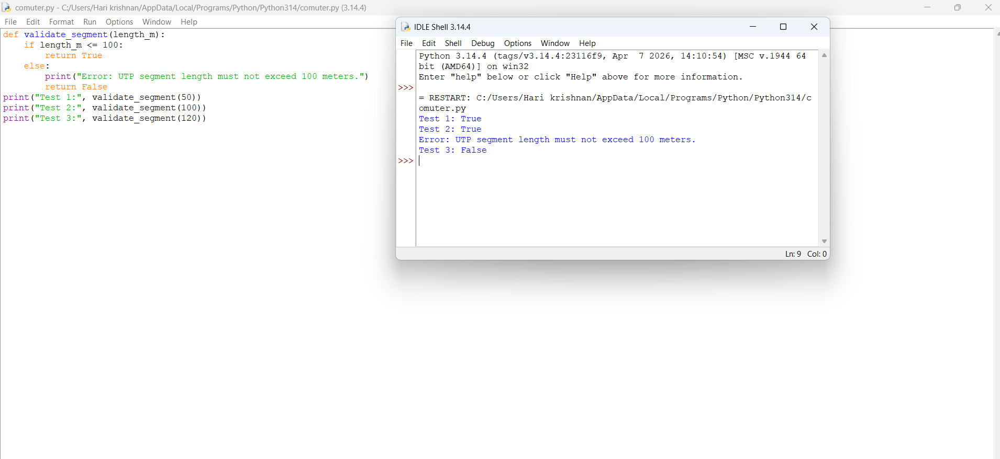 comuter.py - C:/Users/Hari krishnan/AppData/Local/Programs/Python/Python314/comuter.py (3.14.4)
File Edit Format Run Options Window Help
def validate_segment(length_m):
    if length_m <= 100:
        return True
    else:
        print("Error: UTP segment length must not exceed 100 meters.")
        return False
print("Test 1:", validate_segment(50))
print("Test 2:", validate_segment(100))
print("Test 3:", validate_segment(120))
IDLE Shell 3.14.4
File Edit Shell Debug Options Window Help
Python 3.14.4 (tags/v3.14.4:23116f9, Apr  7 2026, 14:10:54) [MSC v.1944 64
bit (AMD64)] on win32
Enter "help" below or click "Help" above for more information.
>>>
= RESTART: C:/Users/Hari krishnan/AppData/Local/Programs/Python/Python314/c
omuter.py
Test 1: True
Test 2: True
Error: UTP segment length must not exceed 100 meters.
Test 3: False
>>>
Ln: 9 Col: 0